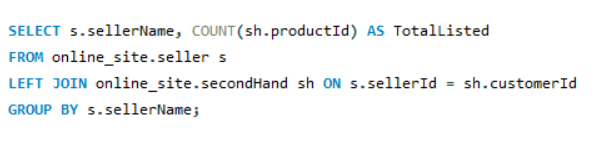 SELECT s.sellerName, COUNT(sh.productId) AS TotalListed
FROM online_site.seller s
LEFT JOIN online_site.secondHand sh ON s.sellerId = sh.customerId
GROUP BY s.sellerName;